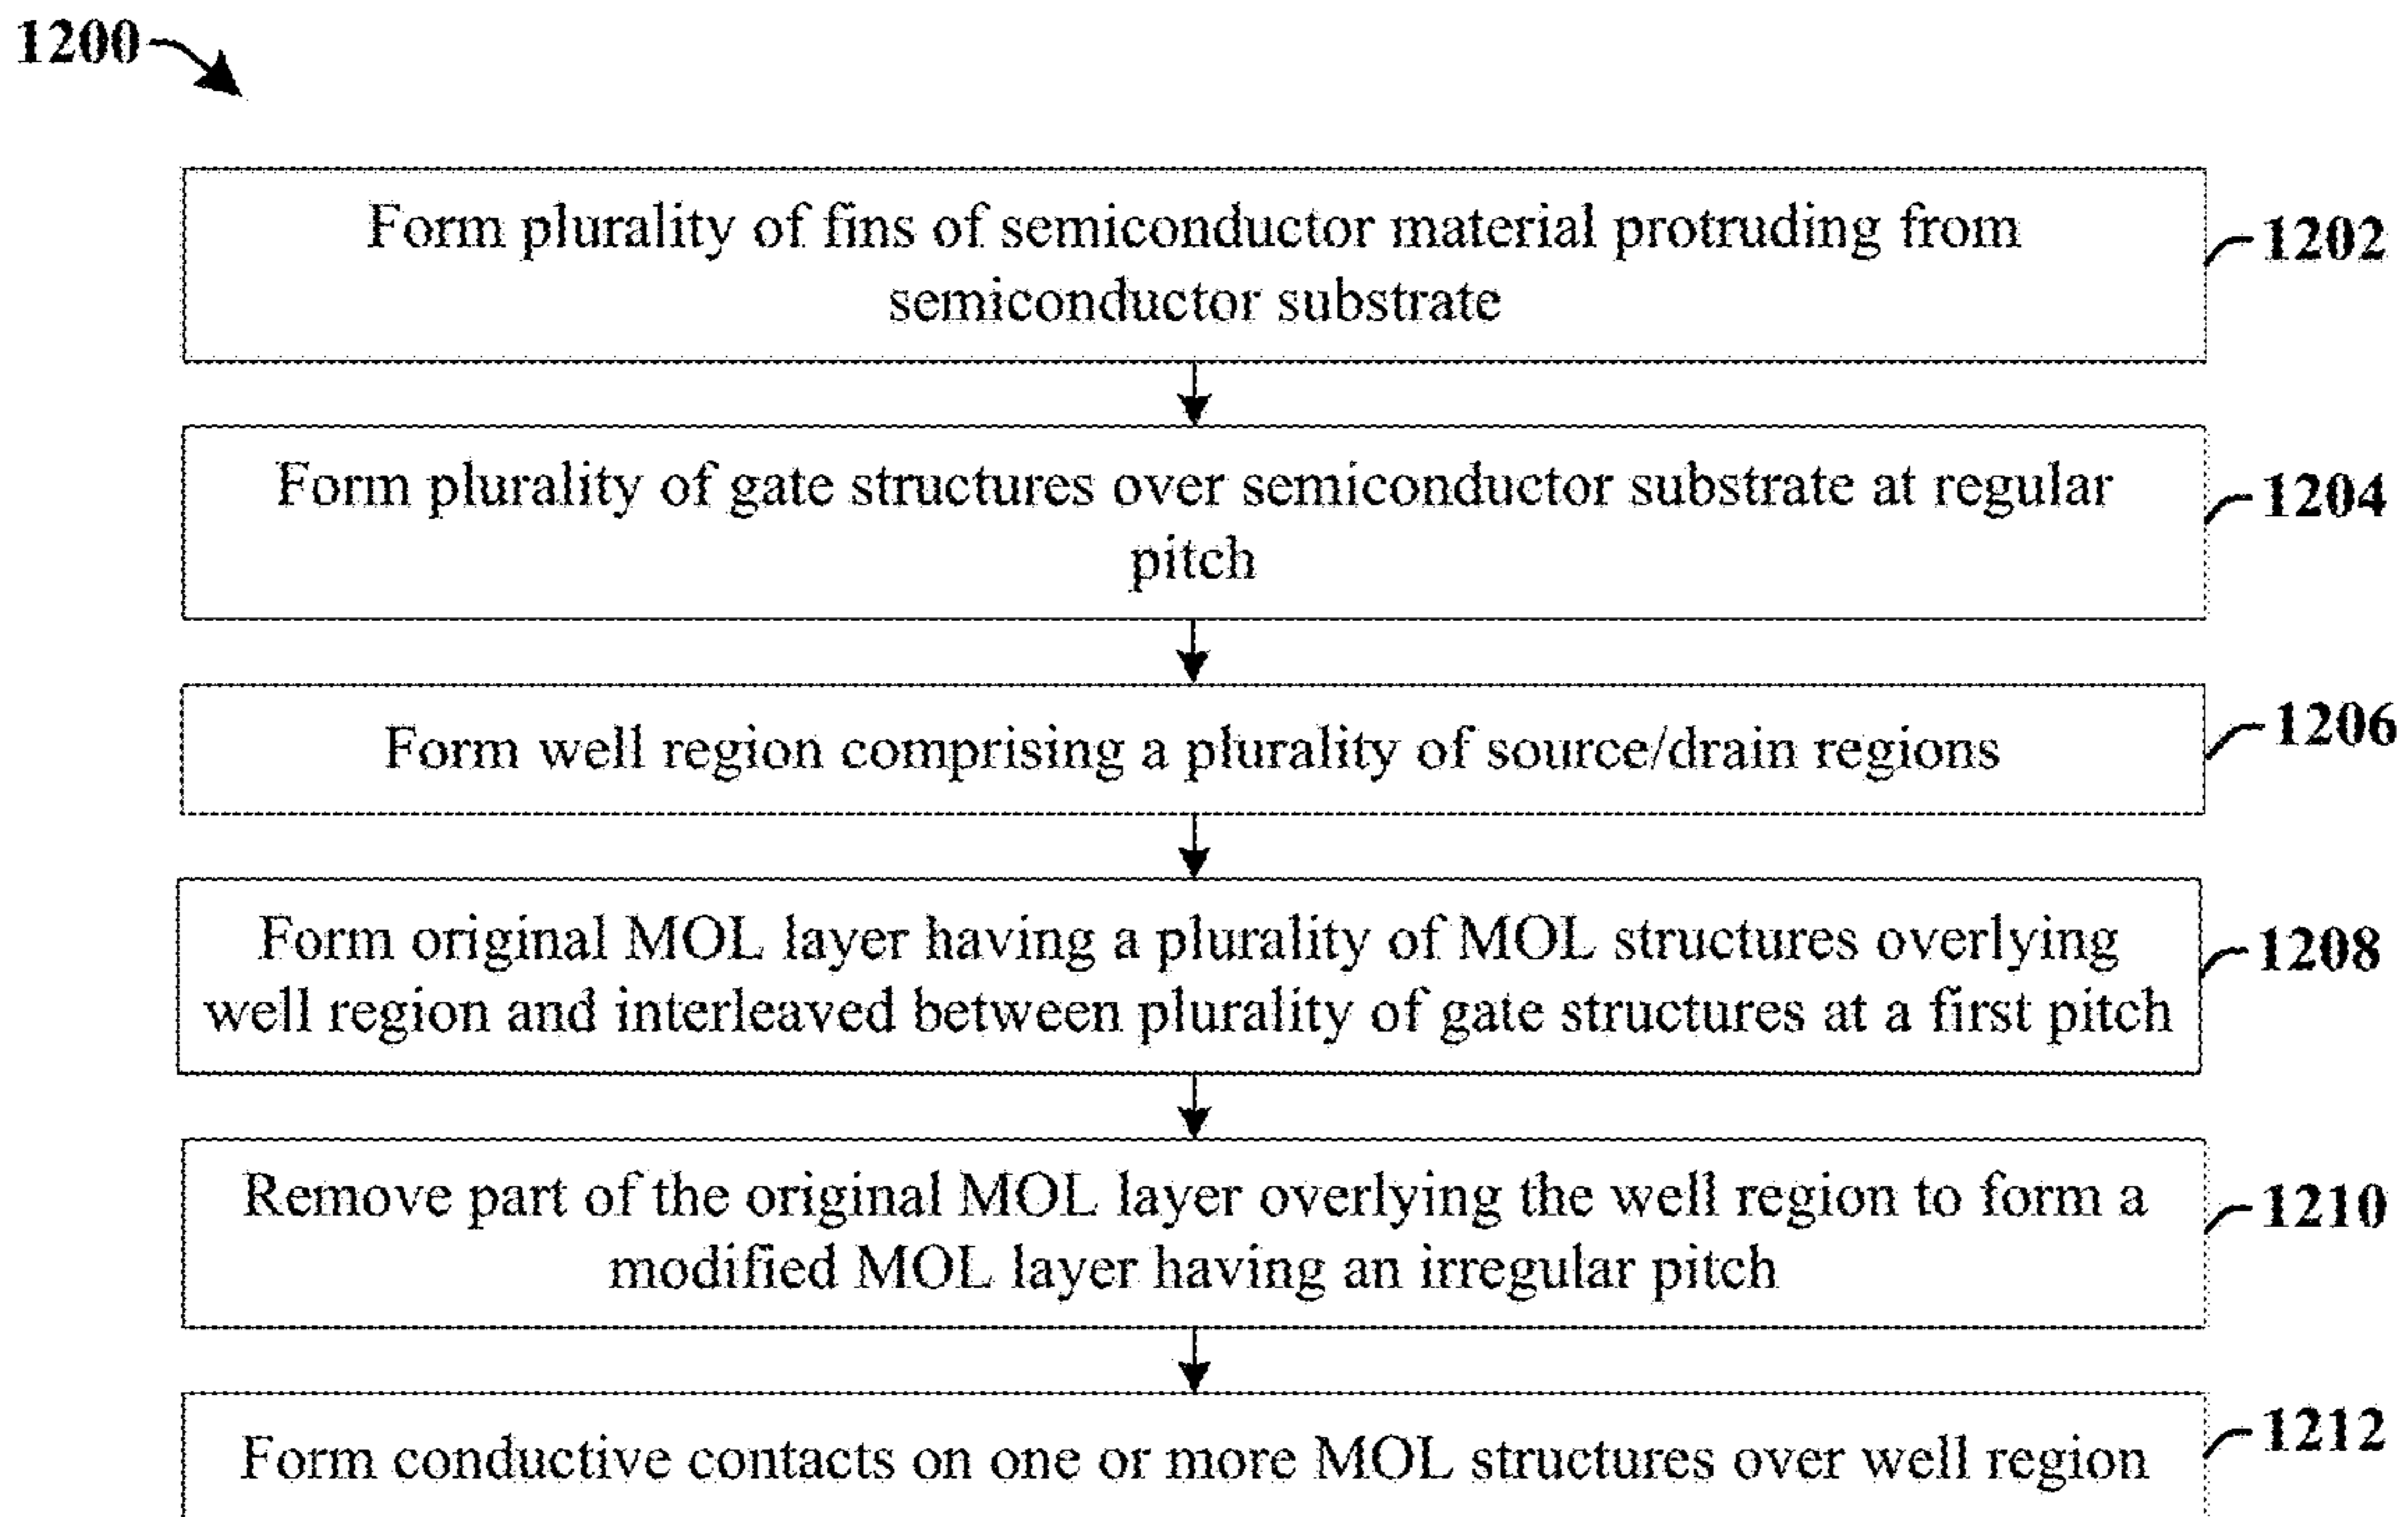 1200
Form plurality of fins of semiconductor material protruding from
semiconductor substrate
1202
Form plurality of gate structures over semiconductor substrate at regular
pitch
1204
Form well region comprising a plurality of source/drain regions
1206
Form original MOL layer having a plurality of MOL structures overlying
well region and interleaved between plurality of gate structures at a first pitch
1208
Remove part of the original MOL layer overlying the well region to form a
modified MOL layer having an irregular pitch
1210
Form conductive contacts on one or more MOL structures over well region
1212